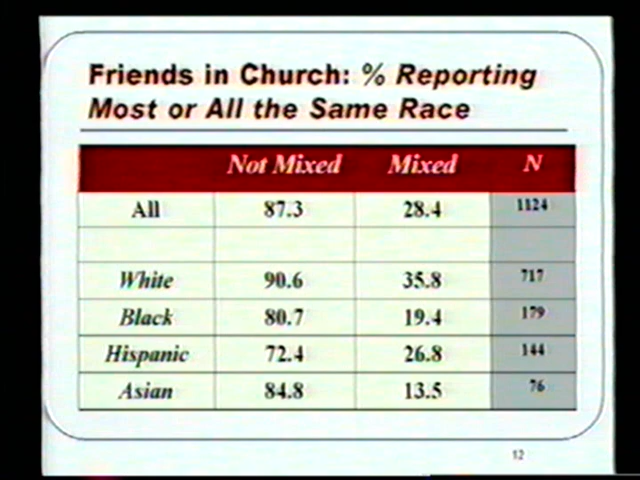 Friends in Church: % Reporting
Most or All the Same Race
Not Mixed Mixed N
All 87.3 28.4 1124
White 90.6 35.8 717
Black 80.7 19.4 179
Hispanic 72.4 26.8 144
Asian 84.8 13.5 76
12